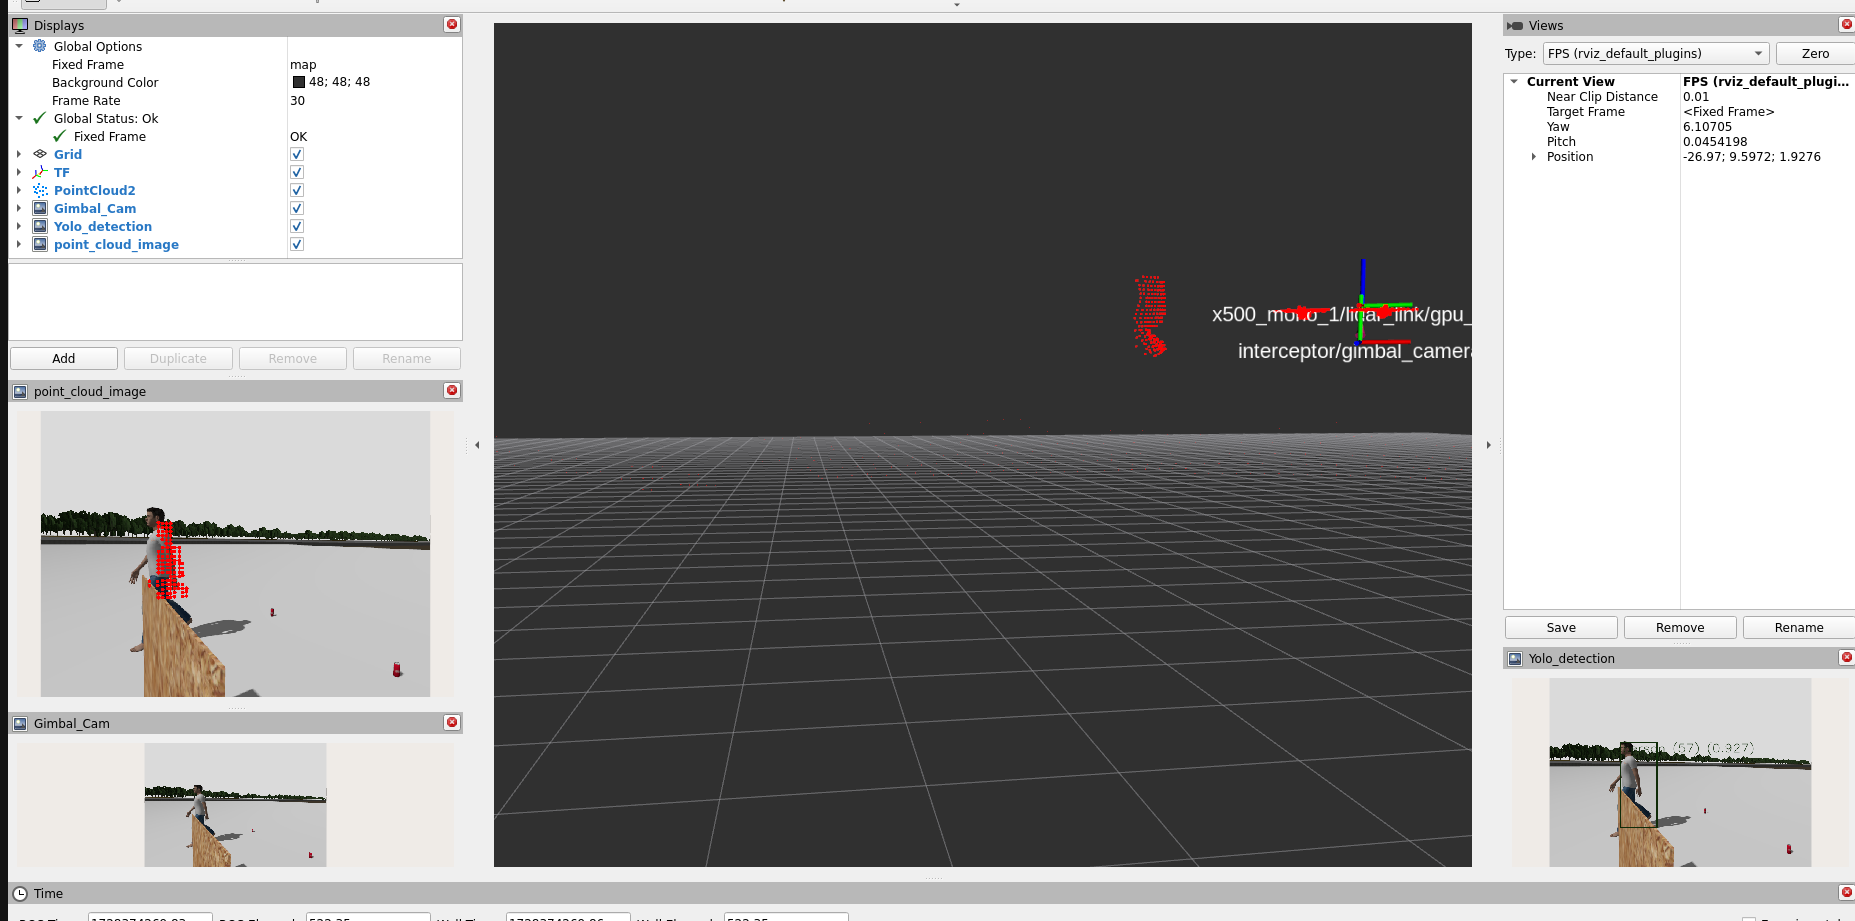 Displays
Global Options
Fixed Frame map
Background Color 48; 48; 48
Frame Rate 30
Global Status: Ok
Fixed Frame OK
Grid
TF
PointCloud2
Gimbal_Cam
Yolo_detection
point_cloud_image
Add Duplicate Remove Rename
point_cloud_image
Gimbal_Cam
x500_mono_1/lidar_link/gpu_
interceptor/gimbal_camera
Views
Type: FPS (rviz_default_plugins) Zero
Current View FPS (rviz_default_plugi...
Near Clip Distance 0.01
Target Frame <Fixed Frame>
Yaw 6.10705
Pitch 0.0454198
Position -26.97; 9.5972; 1.9276
Save Remove Rename
Yolo_detection
(57) (0.927)
Time